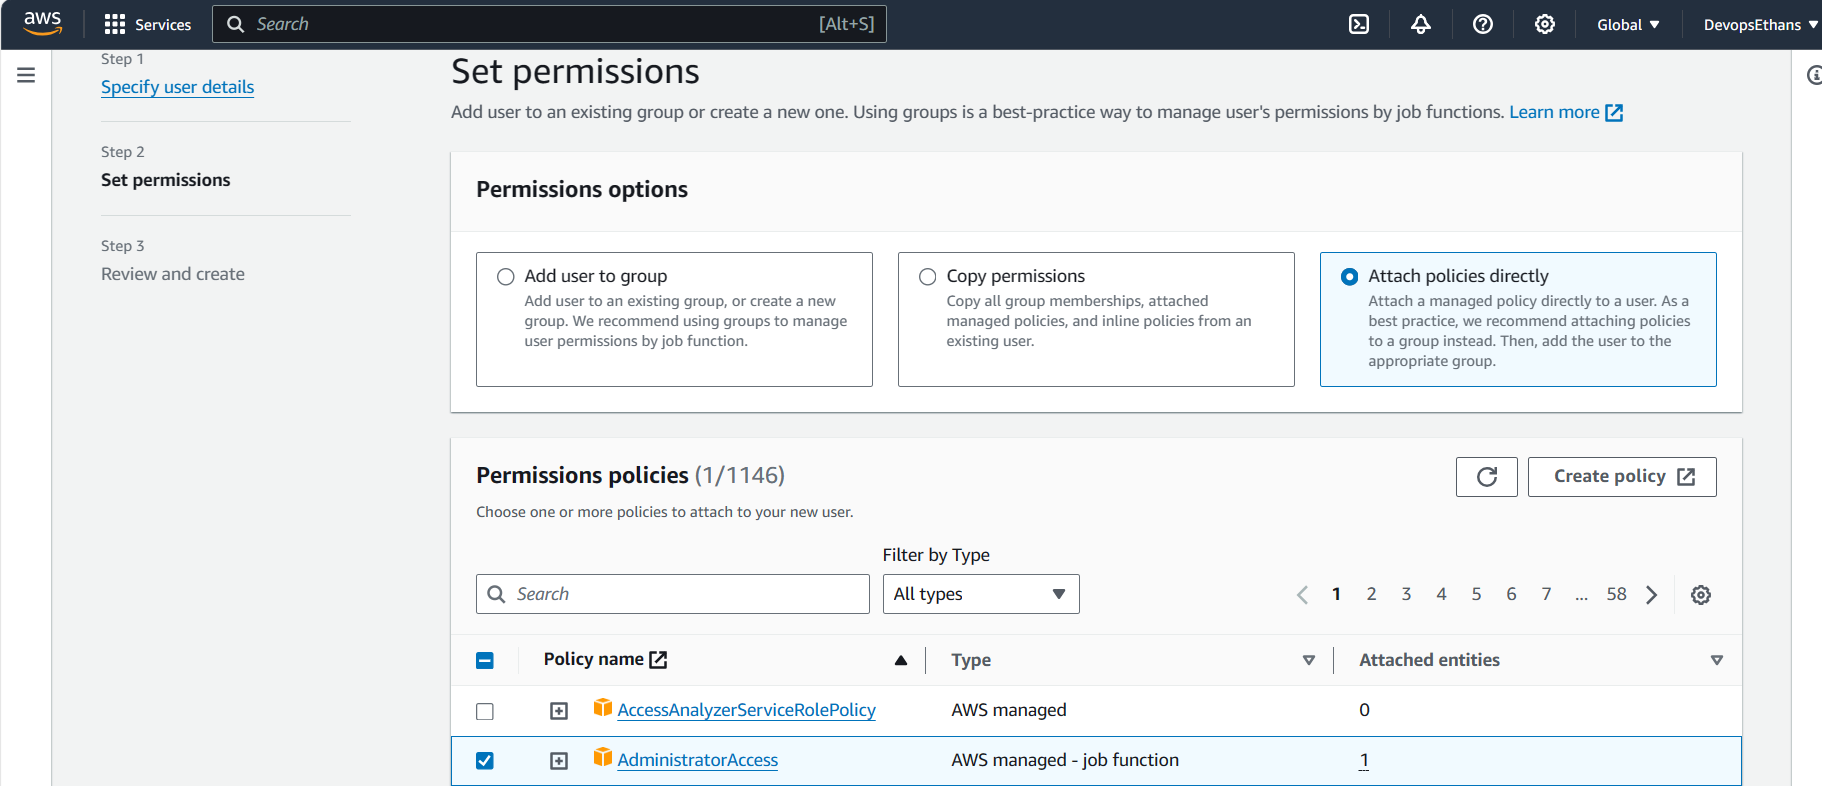 aws
Services
Search
[Alt+S]
Global
DevopsEthans
Step 1
Specify user details
Step 2
Set permissions
Step 3
Review and create
Set permissions
Add user to an existing group or create a new one. Using groups is a best-practice way to manage user's permissions by job functions. Learn more
Permissions options
Add user to group
Add user to an existing group, or create a new
group. We recommend using groups to manage
user permissions by job function.
Copy permissions
Copy all group memberships, attached
managed policies, and inline policies from an
existing user.
Attach policies directly
Attach a managed policy directly to a user. As a
best practice, we recommend attaching policies
to a group instead. Then, add the user to the
appropriate group.
Permissions policies (1/1146)
Create policy
Choose one or more policies to attach to your new user.
Filter by Type
Search
All types
1 2 3 4 5 6 7 ... 58
Policy name Type Attached entities
AccessAnalyzerServiceRolePolicy AWS managed 0
AdministratorAccess AWS managed - job function 1